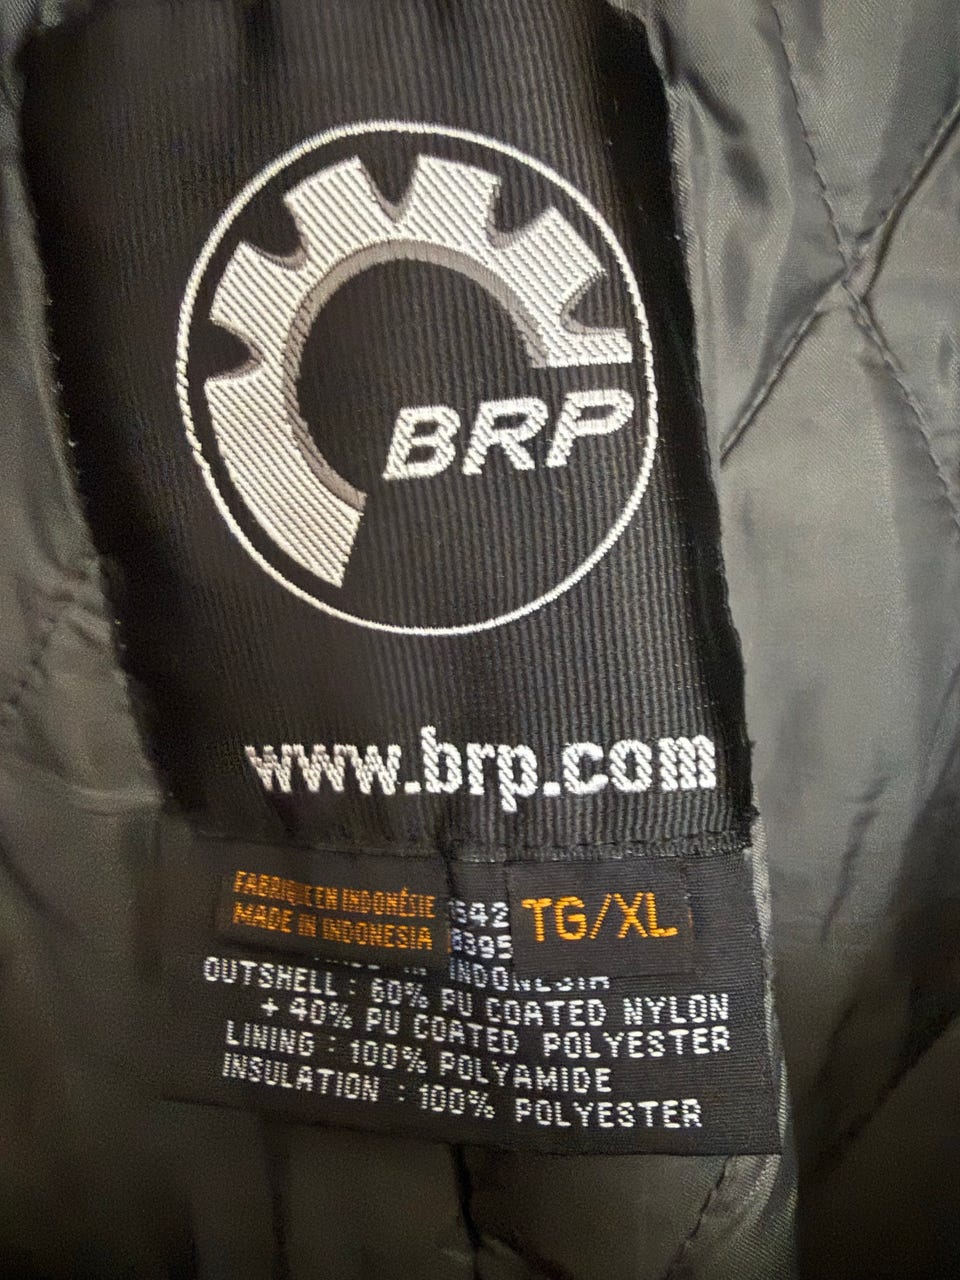 BRP
www.brp.com
FABRIQUE EN INDONÉSIE
MADE IN INDONESIA
TG/XL
INDONESIA
OUTSHELL : 60% PU COATED NYLON
+ 40% PU COATED POLYESTER
LINING : 100% POLYAMIDE
INSULATION : 100% POLYESTER